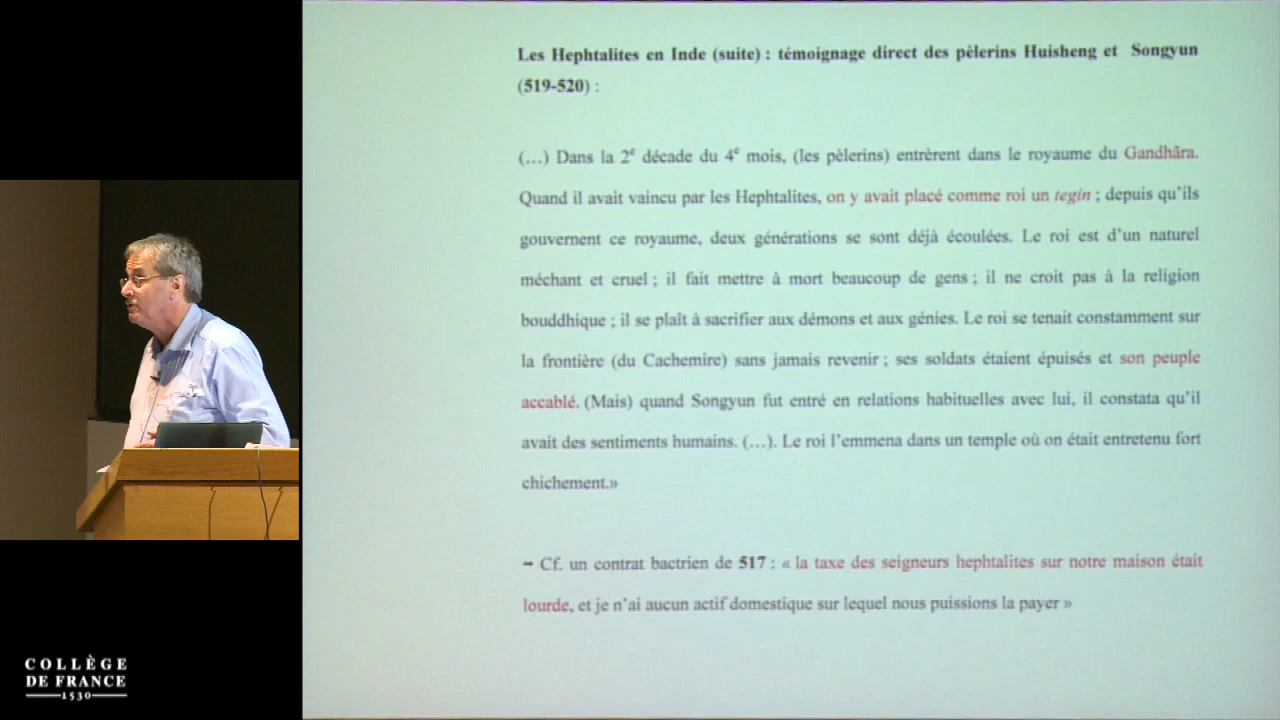 Les Hephtalites en Inde (suite) : témoignage direct des pèlerins Huisheng et Songyun
(519-520) :
(…) Dans la 2e décade du 4e mois, (les pèlerins) entrèrent dans le royaume du Gandhāra.
Quand il avait vaincu par les Hephtalites, on y avait placé comme roi un tegin ; depuis qu'ils
gouvernent ce royaume, deux générations se sont déjà écoulées. Le roi est d'un naturel
méchant et cruel ; il fait mettre à mort beaucoup de gens ; il ne croit pas à la religion
bouddhique ; il se plaît à sacrifier aux démons et aux génies. Le roi se tenait constamment sur
la frontière (du Cachemire) sans jamais revenir ; ses soldats étaient épuisés et son peuple
accablé. (Mais) quand Songyun fut entré en relations habituelles avec lui, il constata qu'il
avait des sentiments humains. (…). Le roi l'emmena dans un temple où on était entretenu fort
chichement.»
→ Cf. un contrat bactrien de 517 : « la taxe des seigneurs hephtalites sur notre maison était
lourde, et je n'ai aucun actif domestique sur lequel nous puissions la payer »
COLLÈGE
DE FRANCE
1530